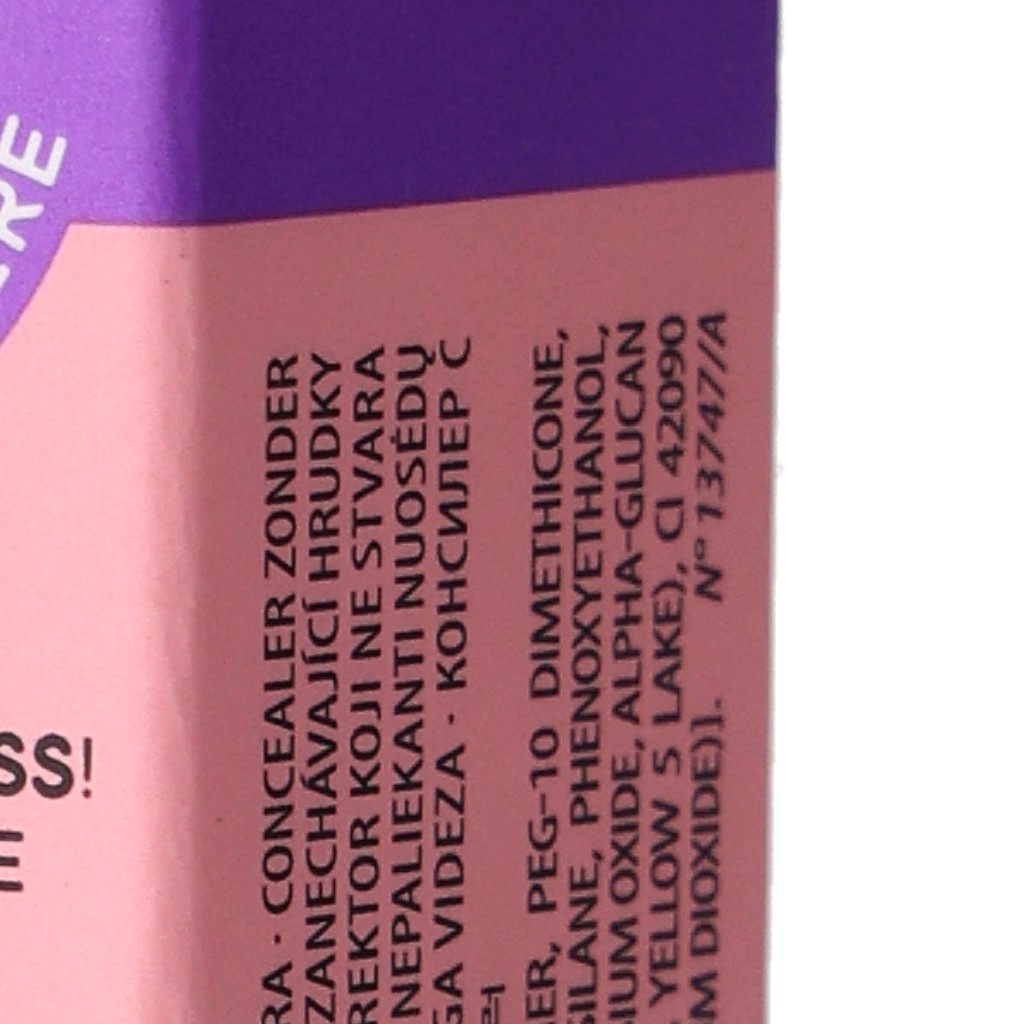 ERE
SS!
RA · CONCEALER ZONDER
ZANECHÁVAJÍCÍ HRUDKY
REKTOR KOJI NE STVARA
NEPALIEKANTI NUOSĖDŲ
GA VIDEZA · КОНСИЛЕР С
ER, PEG-10 DIMETHICONE,
SILANE, PHENOXYETHANOL,
IUM OXIDE, ALPHA-GLUCAN
YELLOW 5 LAKE), CI 42090
M DIOXIDE)]. N° 13747/A